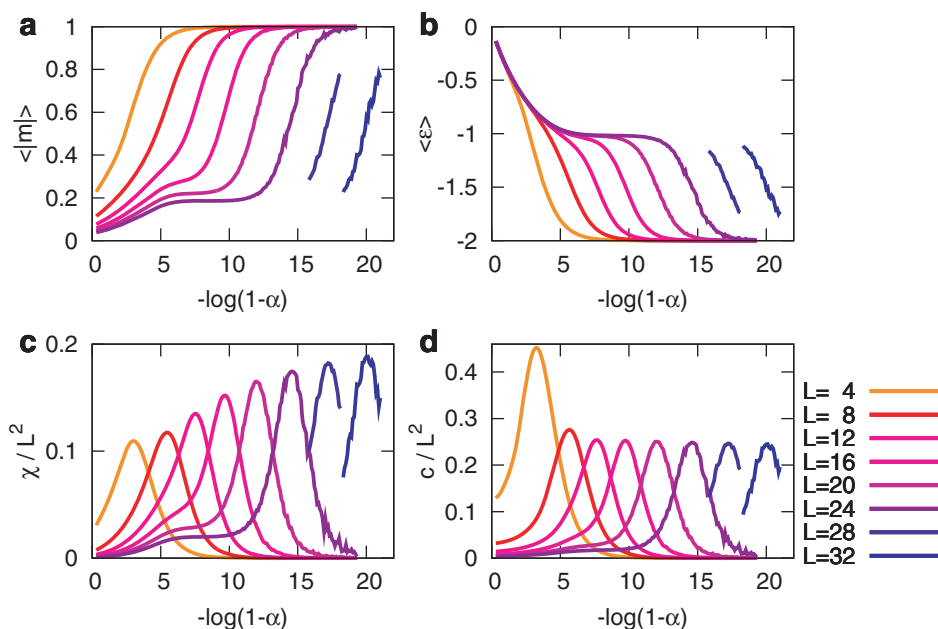 a
1
0.8
0.6
0.4
0.2
0
<|m|>
0 5 10 15 20
-log(1-α)
b
0
-0.5
-1
-1.5
-2
<ε>
0 5 10 15 20
-log(1-α)
c
0.2
0.1
0
χ / L²
0 5 10 15 20
-log(1-α)
d
0.4
0.3
0.2
0.1
0
c / L²
0 5 10 15 20
-log(1-α)
L= 4
L= 8
L=12
L=16
L=20
L=24
L=28
L=32